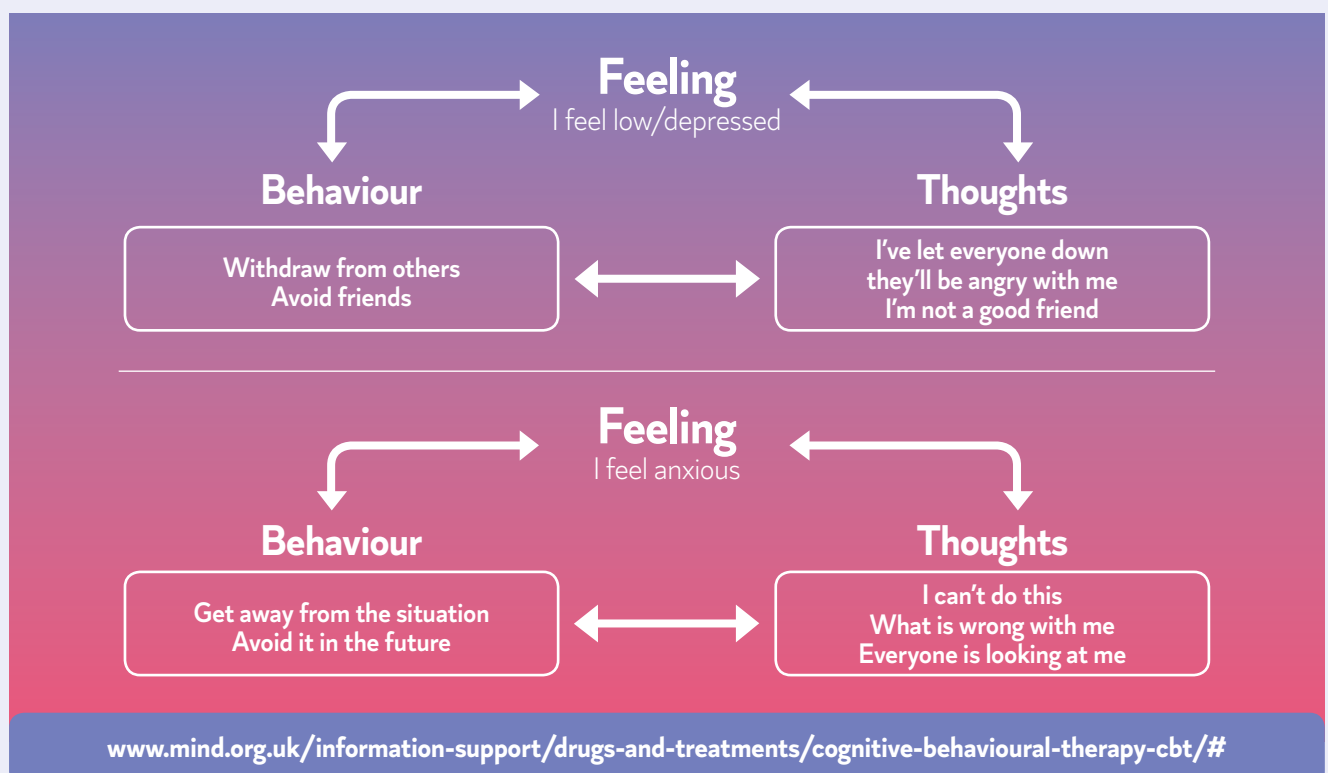 Feeling
I feel low/depressed
Behaviour
Thoughts
Withdraw from others
Avoid friends
I've let everyone down
they'll be angry with me
I'm not a good friend
Feeling
I feel anxious
Behaviour
Thoughts
Get away from the situation
Avoid it in the future
I can't do this
What is wrong with me
Everyone is looking at me
www.mind.org.uk/information-support/drugs-and-treatments/cognitive-behavioural-therapy-cbt/#